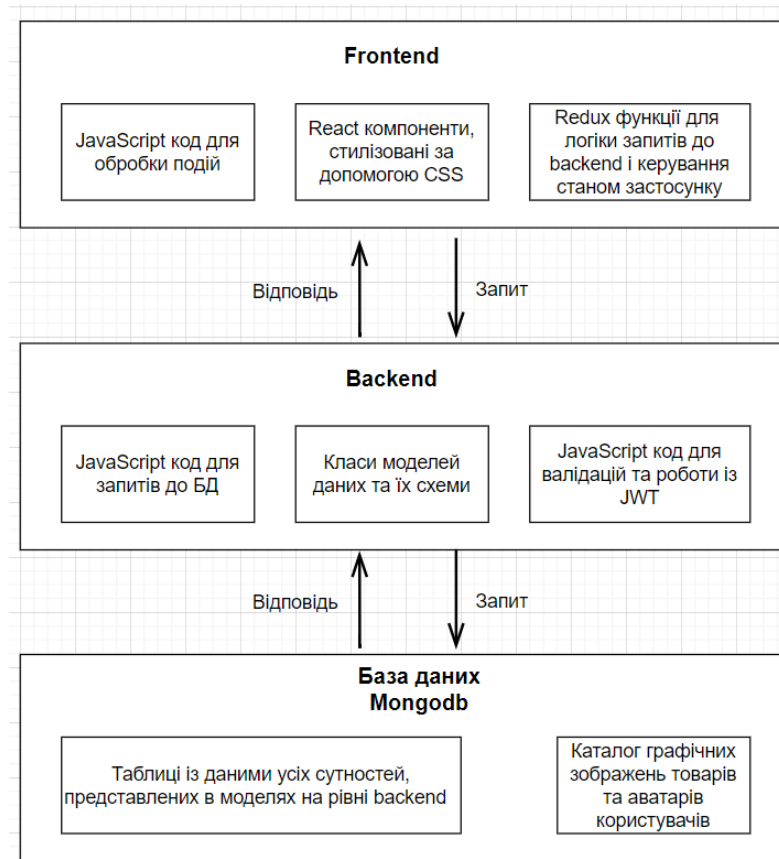 Frontend
JavaScript код для
обробки подій
React компоненти,
стилізовані за
допомогою CSS
Redux функції для
логіки запитів до
backend і керування
станом застосунку
Відповідь
Запит
Backend
JavaScript код для
запитів до БД
Класи моделей
даних та їх схеми
JavaScript код для
валідацій та роботи із
JWT
Відповідь
Запит
База даних
Mongodb
Таблиці із даними усіх сутностей,
представлених в моделях на рівні backend
Каталог графічних
зображень товарів
та аватарів
користувачів